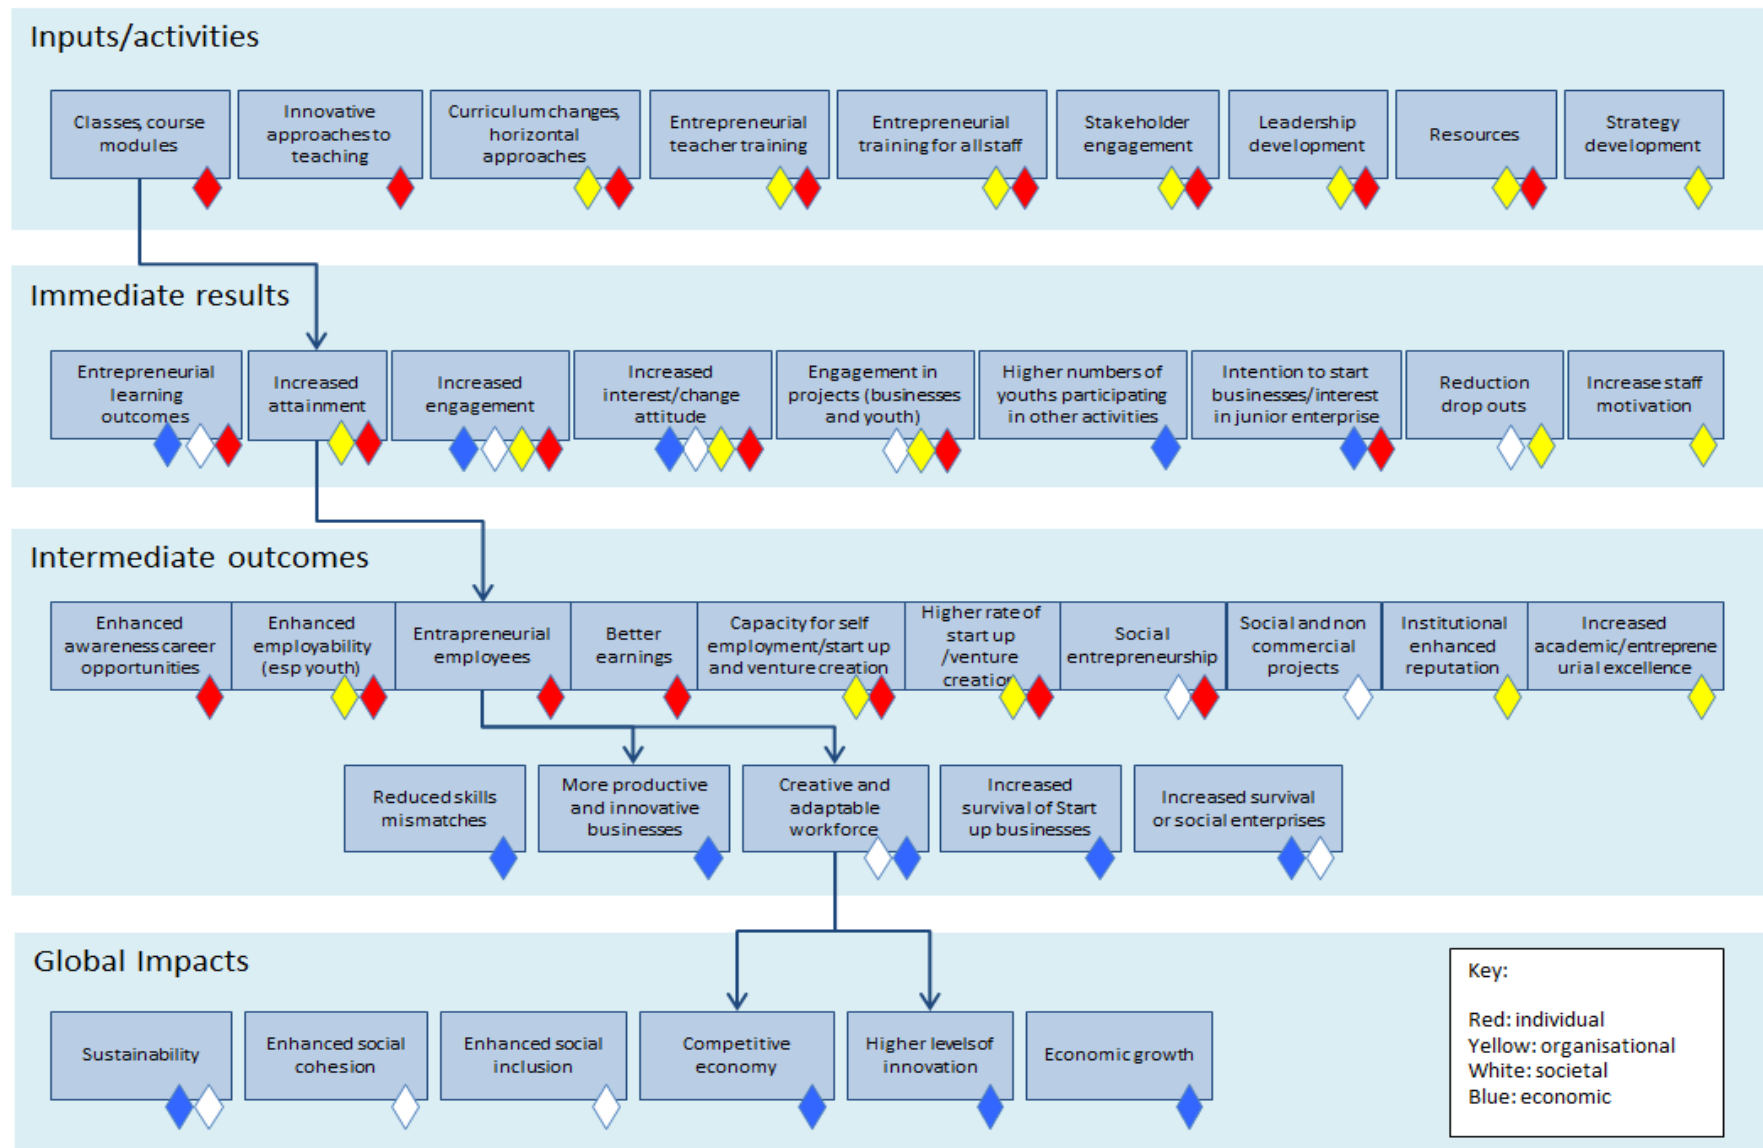 Inputs/activities
Classes, course
modules
Innovative
approaches to
teaching
Curriculum changes,
horizontal
approaches
Entrepreneurial
teacher training
Entrepreneurial
training for all staff
Stakeholder
engagement
Leadership
development
Resources
Strategy
development
Immediate results
Entrepreneurial
learning
outcomes
Increased
attainment
Increased
engagement
Increased
interest/change
attitude
Engagement in
projects (businesses
and youth)
Higher numbers of
youths participating
in other activities
Intention to start
businesses/interest
in junior enterprise
Reduction
drop outs
Increase staff
motivation
Intermediate outcomes
Enhanced
awareness career
opportunities
Enhanced
employability
(esp youth)
Entrapreneurial
employees
Better
earnings
Capacity for self
employment/start up
and venture creation
Higher rate of
start up
/venture
creation
Social
entrepreneurship
Social and non
commercial
projects
Institutional
enhanced
reputation
Increased
academic/entreprene
urial excellence
Reduced skills
mismatches
More productive
and innovative
businesses
Creative and
adaptable
workforce
Increased
survival of Start
up businesses
Increased survival
or social enterprises
Global Impacts
Sustainability
Enhanced social
cohesion
Enhanced social
inclusion
Competitive
economy
Higher levels of
innovation
Economic growth
Key:
Red: individual
Yellow: organisational
White: societal
Blue: economic